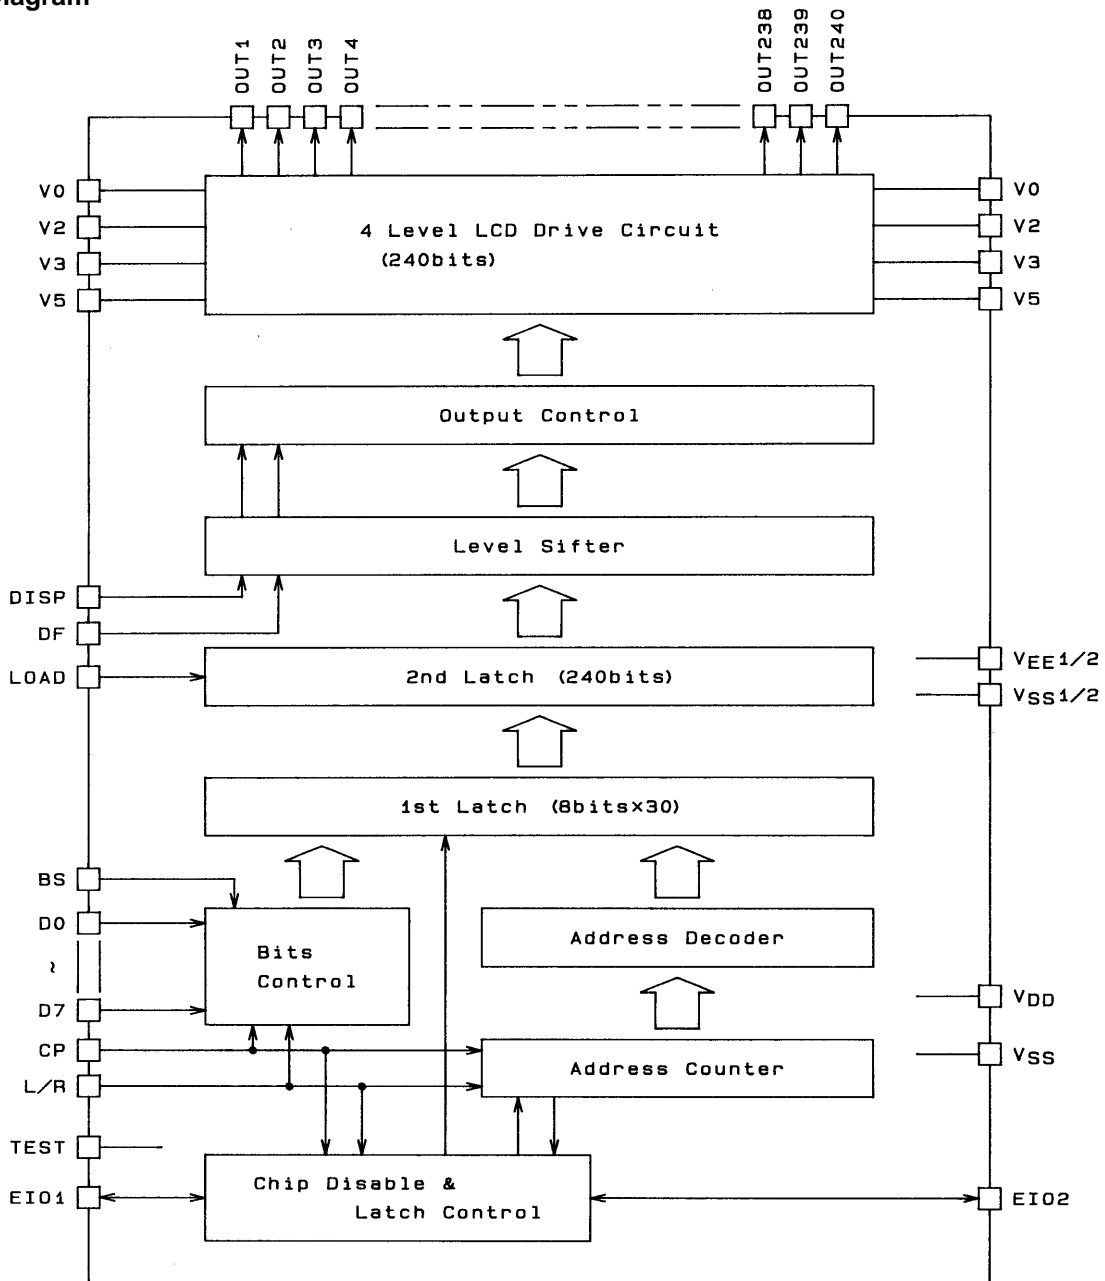 Diagram
OUT1
OUT2
OUT3
OUT4
OUT238
OUT239
OUT240
V0
V2
V3
V5
4 Level LCD Drive Circuit
(240bits)
V0
V2
V3
V5
Output Control
Level Sifter
DISP
DF
LOAD
2nd Latch (240bits)
VEE1/2
VSS1/2
1st Latch (8bits×30)
BS
D0
~
D7
Bits
Control
Address Decoder
VDD
CP
L/R
Address Counter
VSS
TEST
EIO1
Chip Disable &
Latch Control
EIO2